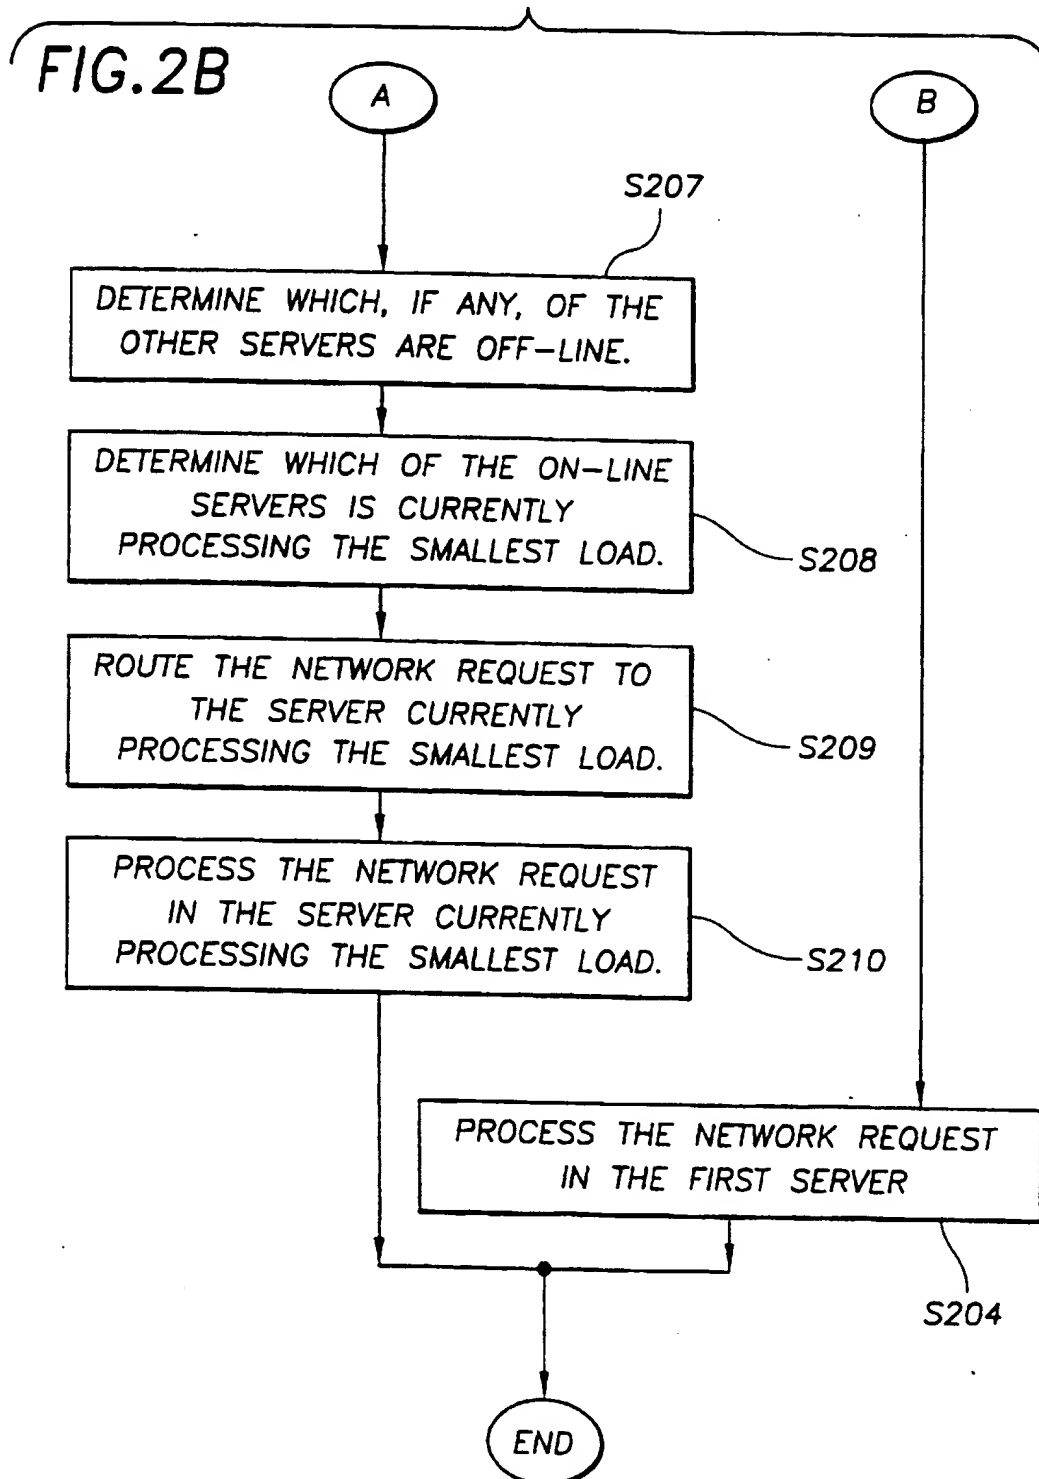 FIG.2B
A
B
S207
DETERMINE WHICH, IF ANY, OF THE
OTHER SERVERS ARE OFF-LINE.
DETERMINE WHICH OF THE ON-LINE
SERVERS IS CURRENTLY
PROCESSING THE SMALLEST LOAD.
S208
ROUTE THE NETWORK REQUEST TO
THE SERVER CURRENTLY
PROCESSING THE SMALLEST LOAD.
S209
PROCESS THE NETWORK REQUEST
IN THE SERVER CURRENTLY
PROCESSING THE SMALLEST LOAD.
S210
PROCESS THE NETWORK REQUEST
IN THE FIRST SERVER
S204
END